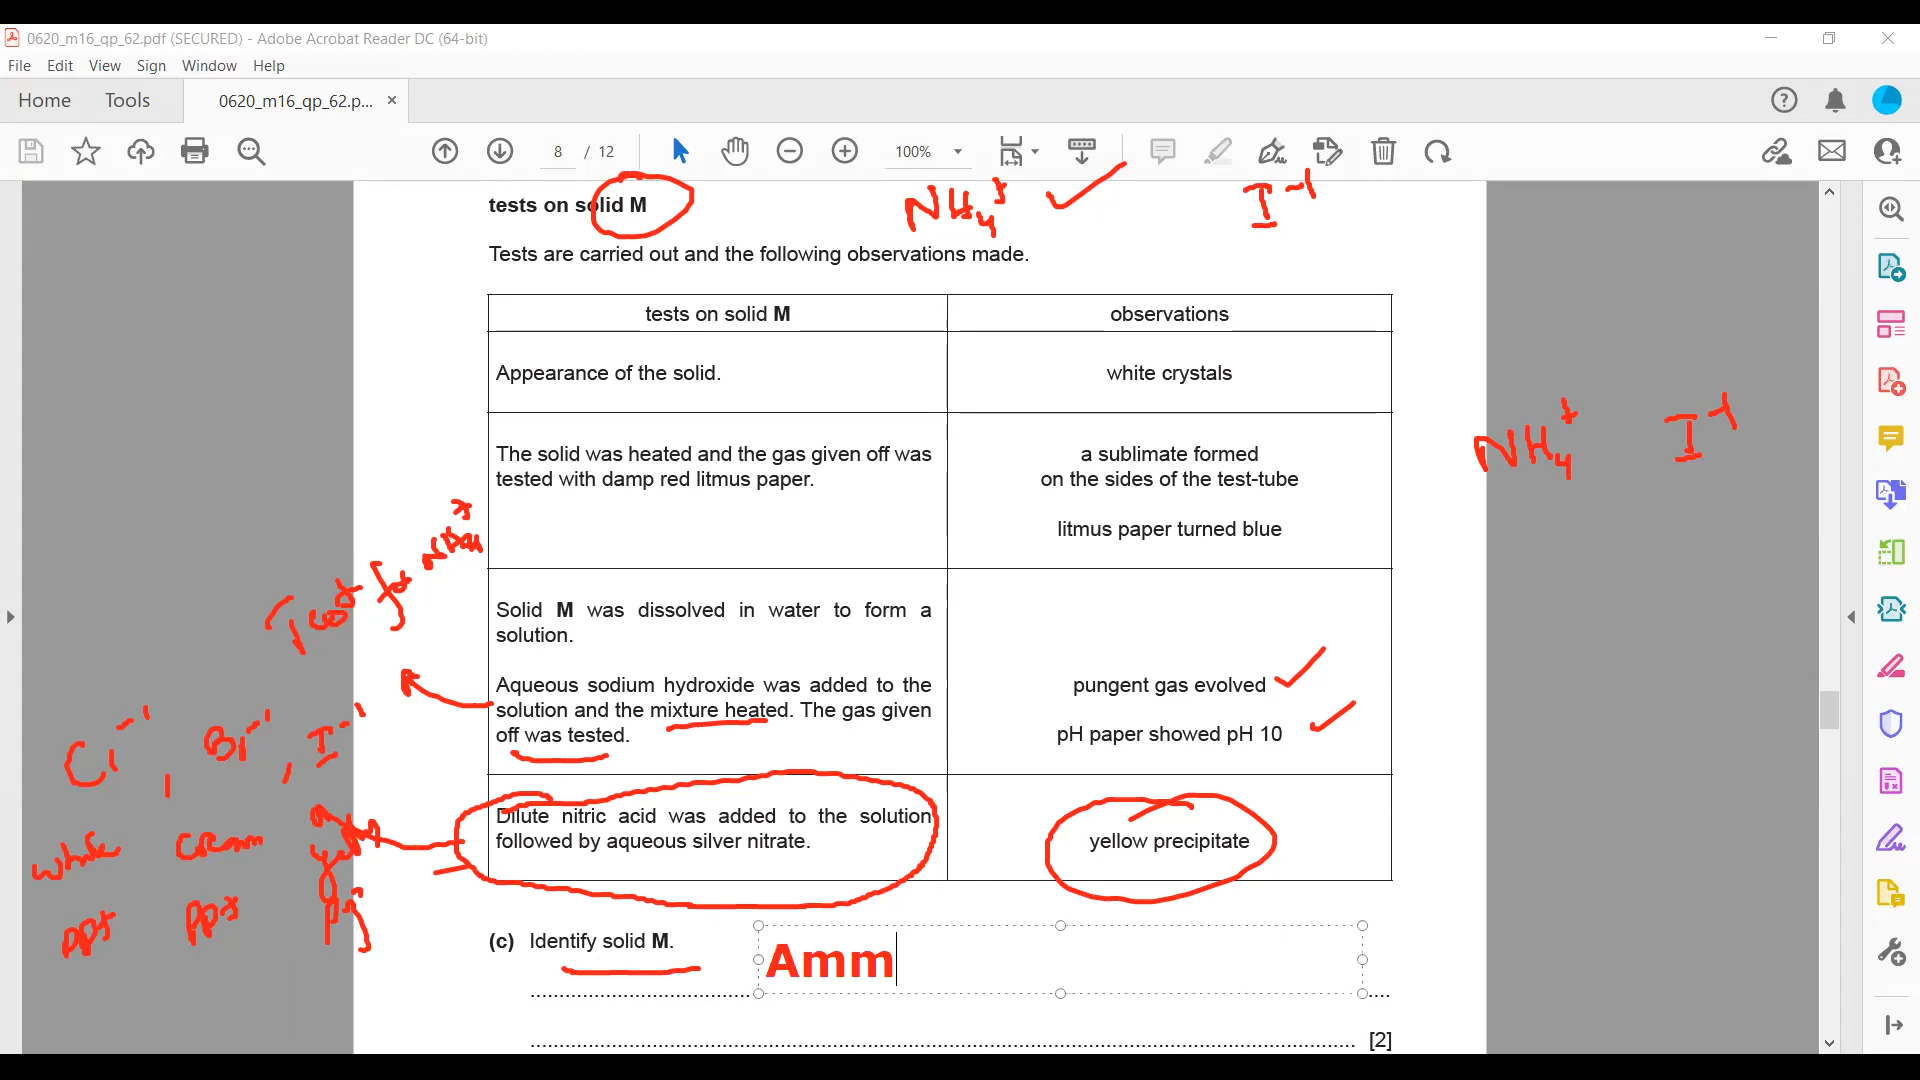 0620_m16_qp_62.pdf (SECURED) - Adobe Acrobat Reader DC (64-bit)
File Edit View Sign Window Help
Home Tools 0620_m16_qp_62.p... ×
8 / 12 100%
tests on solid M
NH4+ I-1
Tests are carried out and the following observations made.
tests on solid M observations
Appearance of the solid. white crystals
The solid was heated and the gas given off was a sublimate formed
tested with damp red litmus paper. on the sides of the test-tube
litmus paper turned blue
NH4+ I-1
Test for NH4+
Solid M was dissolved in water to form a
solution.
Aqueous sodium hydroxide was added to the pungent gas evolved
solution and the mixture heated. The gas given
off was tested. pH paper showed pH 10
Cl-1, Br-1, I-1
Dilute nitric acid was added to the solution
followed by aqueous silver nitrate. yellow precipitate
white cream yellow
ppt ppt ppt
(c) Identify solid M. Amm
.....................................
.................................................................................................................................... [2]